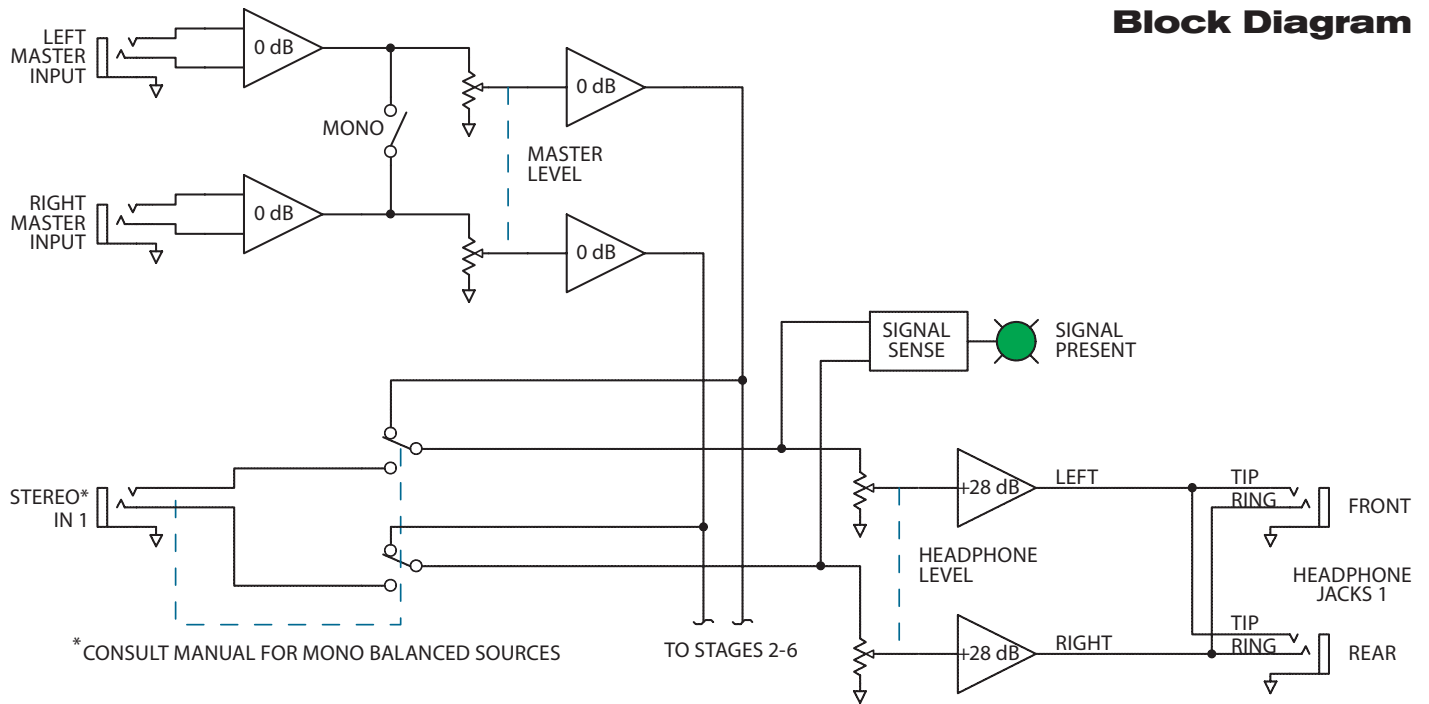 Block Diagram
LEFT
MASTER
INPUT
0 dB
0 dB
MONO
MASTER
LEVEL
RIGHT
MASTER
INPUT
0 dB
0 dB
SIGNAL
SENSE
SIGNAL
PRESENT
STEREO*
IN 1
+28 dB
LEFT
TIP
RING
FRONT
HEADPHONE
LEVEL
HEADPHONE
JACKS 1
*CONSULT MANUAL FOR MONO BALANCED SOURCES
TO STAGES 2-6
+28 dB
RIGHT
TIP
RING
REAR